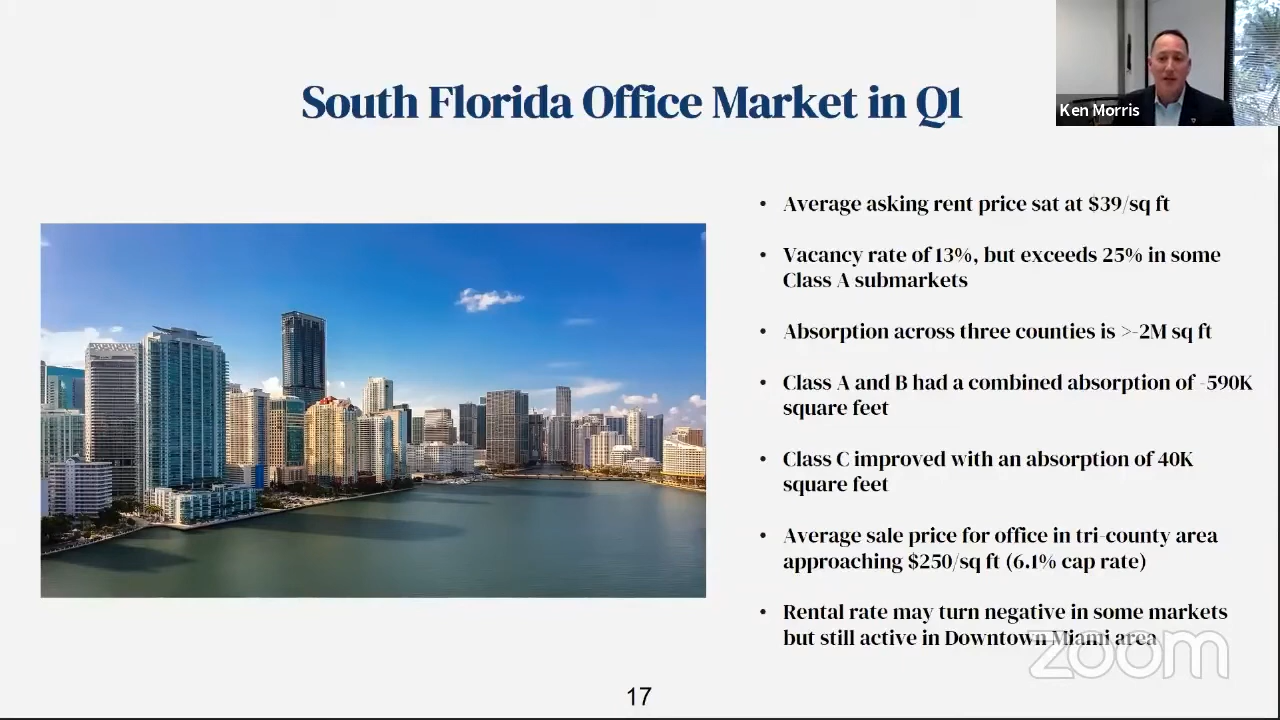 South Florida Office Market in Q1
Ken Morris
• Average asking rent price sat at $39/sq ft
• Vacancy rate of 13%, but exceeds 25% in some
Class A submarkets
• Absorption across three counties is >-2M sq ft
• Class A and B had a combined absorption of -590K
square feet
• Class C improved with an absorption of 40K
square feet
• Average sale price for office in tri-county area
approaching $250/sq ft (6.1% cap rate)
• Rental rate may turn negative in some markets
but still active in Downtown Miami area
zoom
17